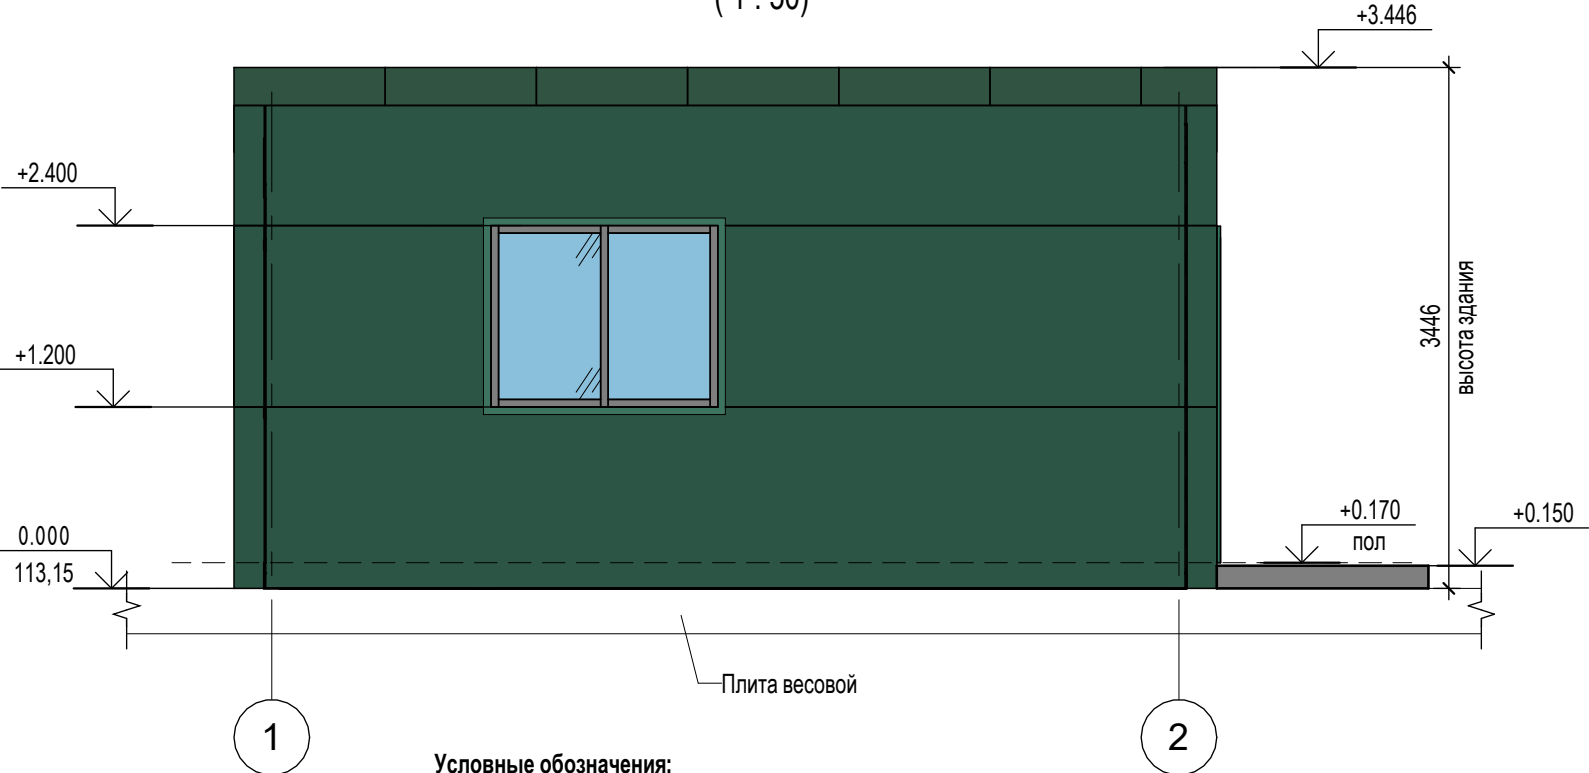 ( 1 : 50)
+3.446
+2.400
3446
высота здания
+1.200
+0.170
пол
+0.150
0.000
113,15
Плита весовой
1
2
Условные обозначения: